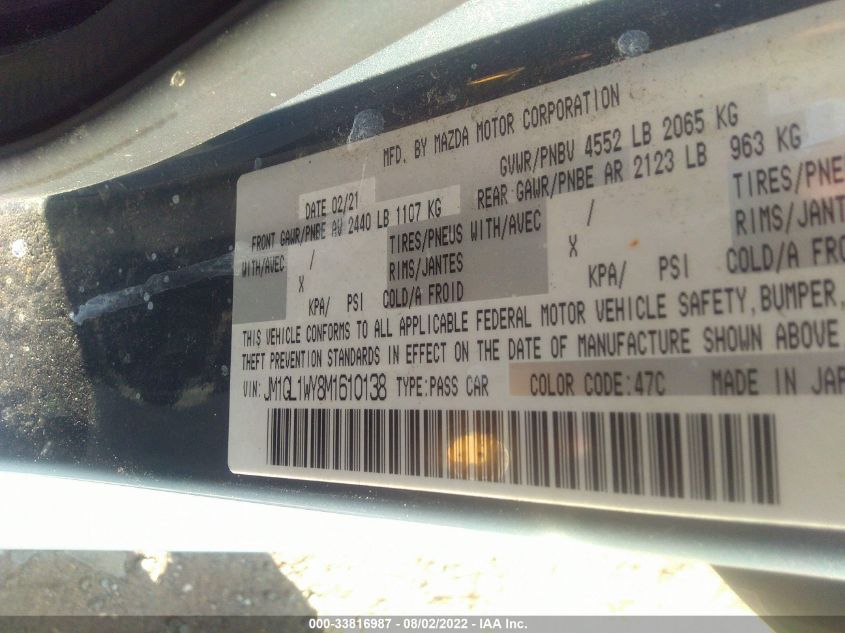 MFD. BY MAZDA MOTOR CORPORATION
DATE 02/21
GVWR/PNBV 4552 LB 2065 KG
FRONT GAWR/PNBE AV 2440 LB 1107 KG
REAR GAWR/PNBE AR 2123 LB 963 KG
WITH/AVEC / TIRES/PNEUS WITH/AVEC / TIRES/PNE
X RIMS/JANTES X RIMS/JANTES
KPA/ PSI COLD/A FROID KPA/ PSI COLD/A FROID
THIS VEHICLE CONFORMS TO ALL APPLICABLE FEDERAL MOTOR VEHICLE SAFETY, BUMPER,
THEFT PREVENTION STANDARDS IN EFFECT ON THE DATE OF MANUFACTURE SHOWN ABOVE
VIN: JM1GL1WY8M1610138 TYPE:PASS CAR COLOR CODE:47C MADE IN JAP
000-33816987 - 08/02/2022 - IAA Inc.